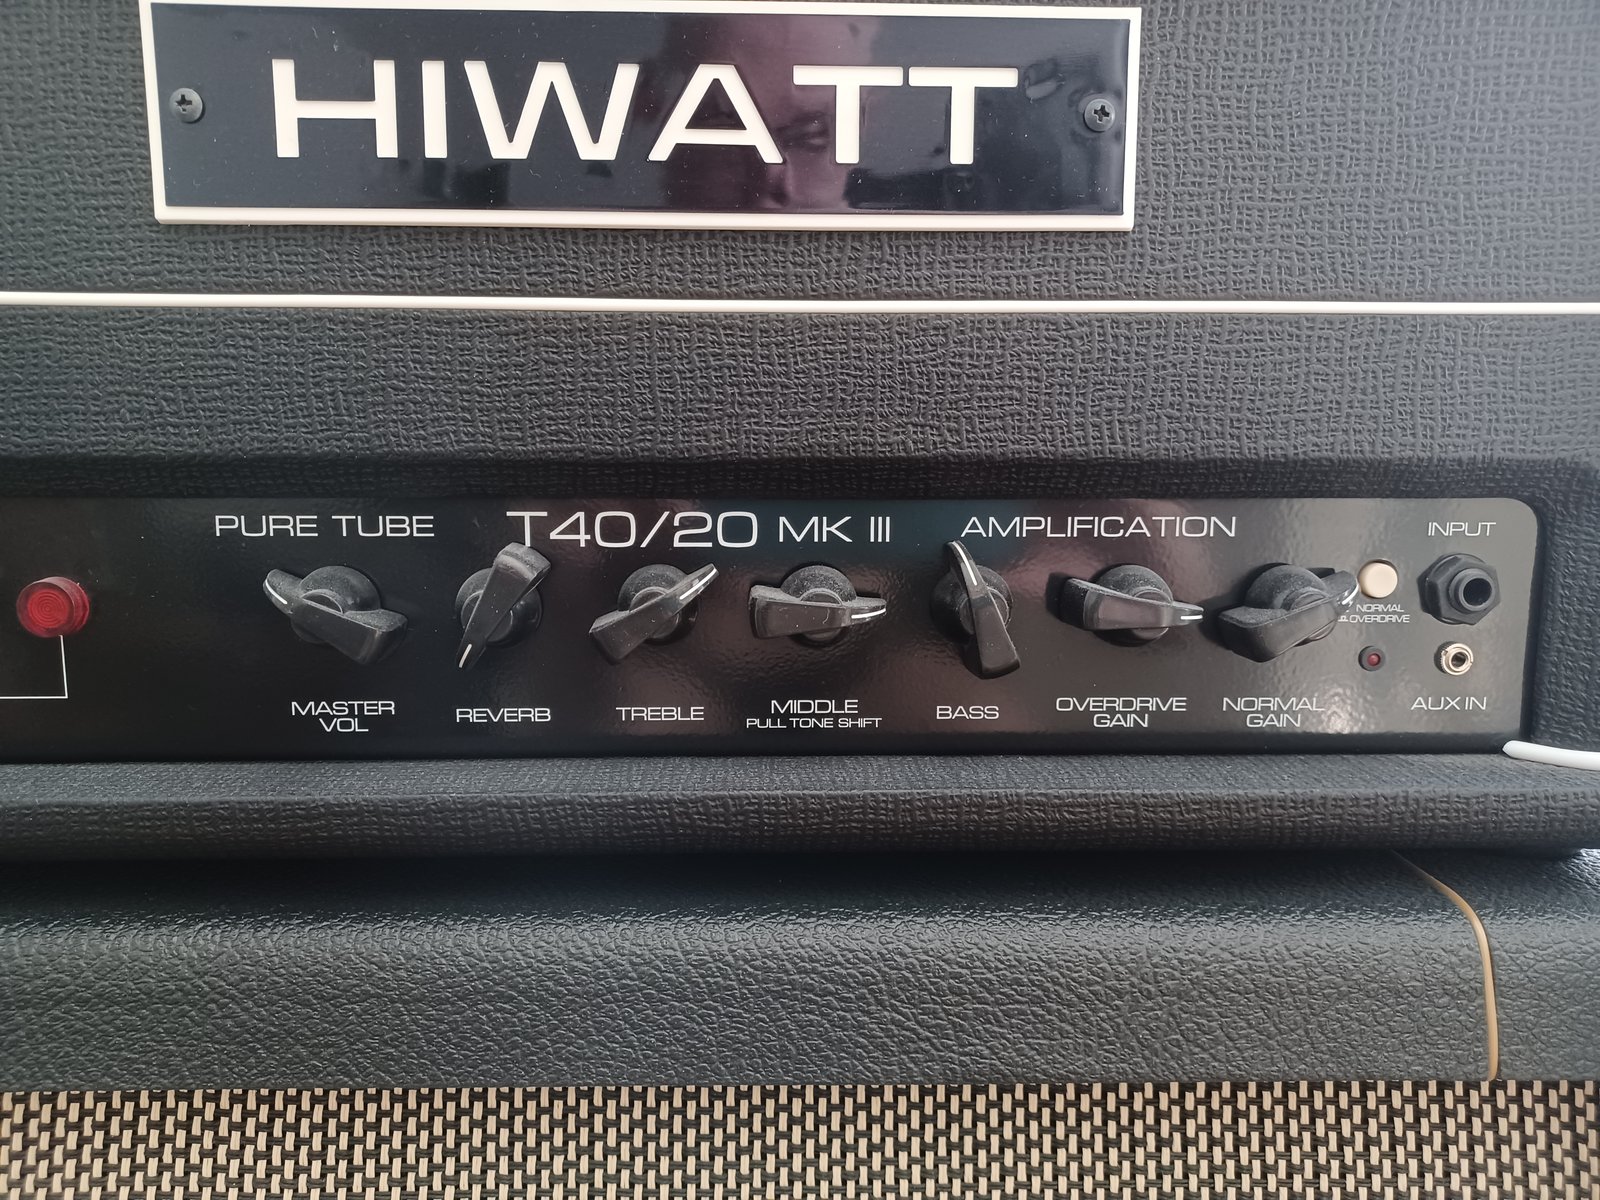 HIWATT
PURE TUBE T40/20 MK III AMPLIFICATION
INPUT
NORMAL
OVERDRIVE
MASTER
VOL
REVERB
TREBLE
MIDDLE
PULL TONE SHIFT
BASS
OVERDRIVE
GAIN
NORMAL
GAIN
AUX IN